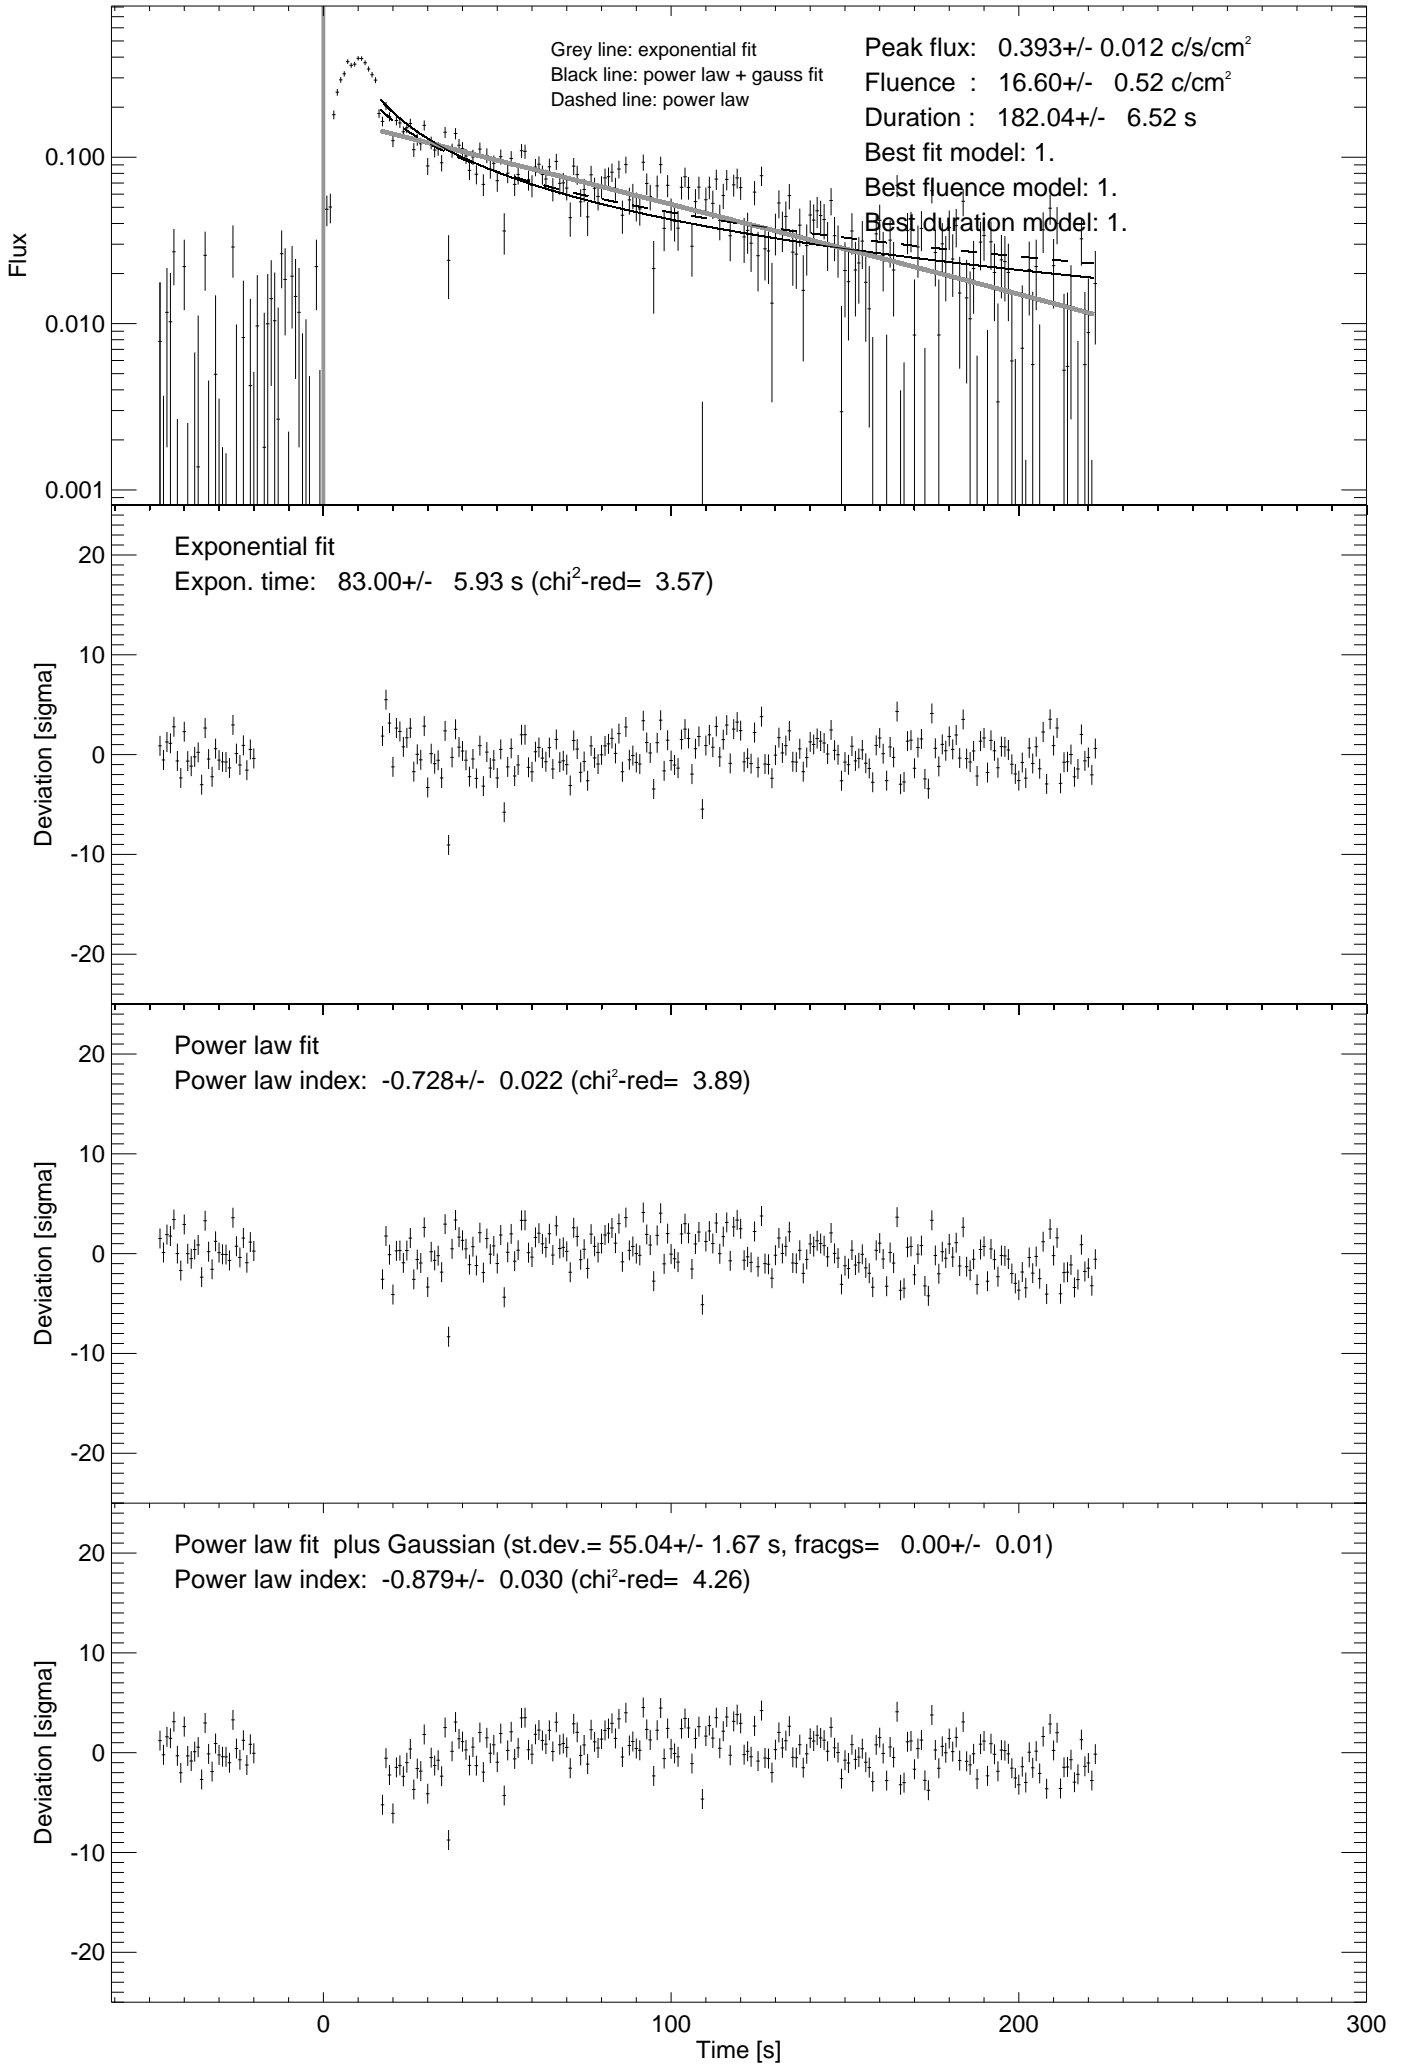 Grey line: exponential fit
Black line: power law + gauss fit
Dashed line: power law
Peak flux: 0.393+/- 0.012 c/s/cm²
Fluence : 16.60+/- 0.52 c/cm²
Duration : 182.04+/- 6.52 s
Best fit model: 1.
Best fluence model: 1.
Best duration model: 1.
Flux
0.100
0.010
0.001
Exponential fit
Expon. time: 83.00+/- 5.93 s (chi²-red= 3.57)
Deviation [sigma]
20
10
0
-10
-20
Power law fit
Power law index: -0.728+/- 0.022 (chi²-red= 3.89)
Deviation [sigma]
20
10
0
-10
-20
Power law fit plus Gaussian (st.dev.= 55.04+/- 1.67 s, fracgs= 0.00+/- 0.01)
Power law index: -0.879+/- 0.030 (chi²-red= 4.26)
Deviation [sigma]
20
10
0
-10
-20
0 100 200 300
Time [s]